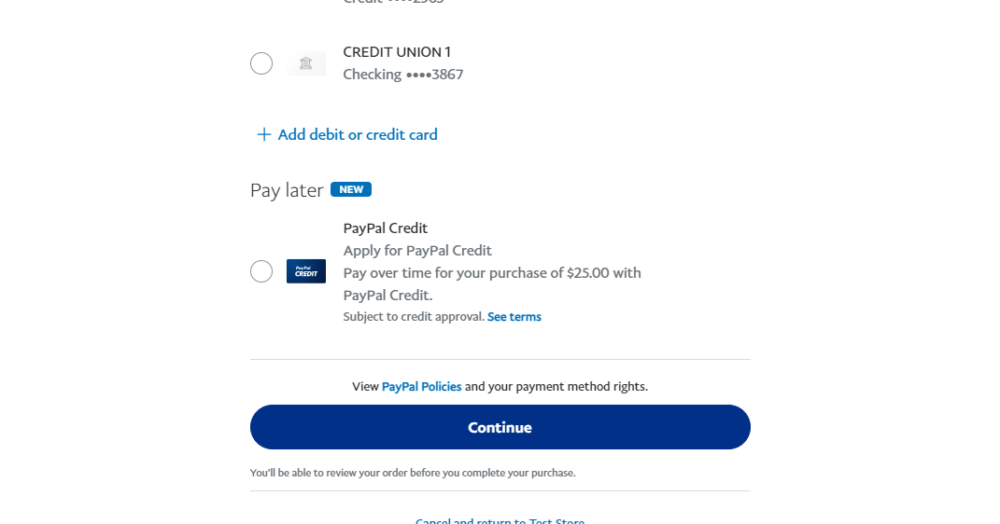 Credit ••••2965
CREDIT UNION 1
Checking ••••3867
Add debit or credit card
Pay later NEW
PayPal Credit
Apply for PayPal Credit
PayPal
CREDIT
Pay over time for your purchase of $25.00 with
PayPal Credit.
Subject to credit approval. See terms
View PayPal Policies and your payment method rights.
Continue
You'll be able to review your order before you complete your purchase.
Cancel and return to Test Store